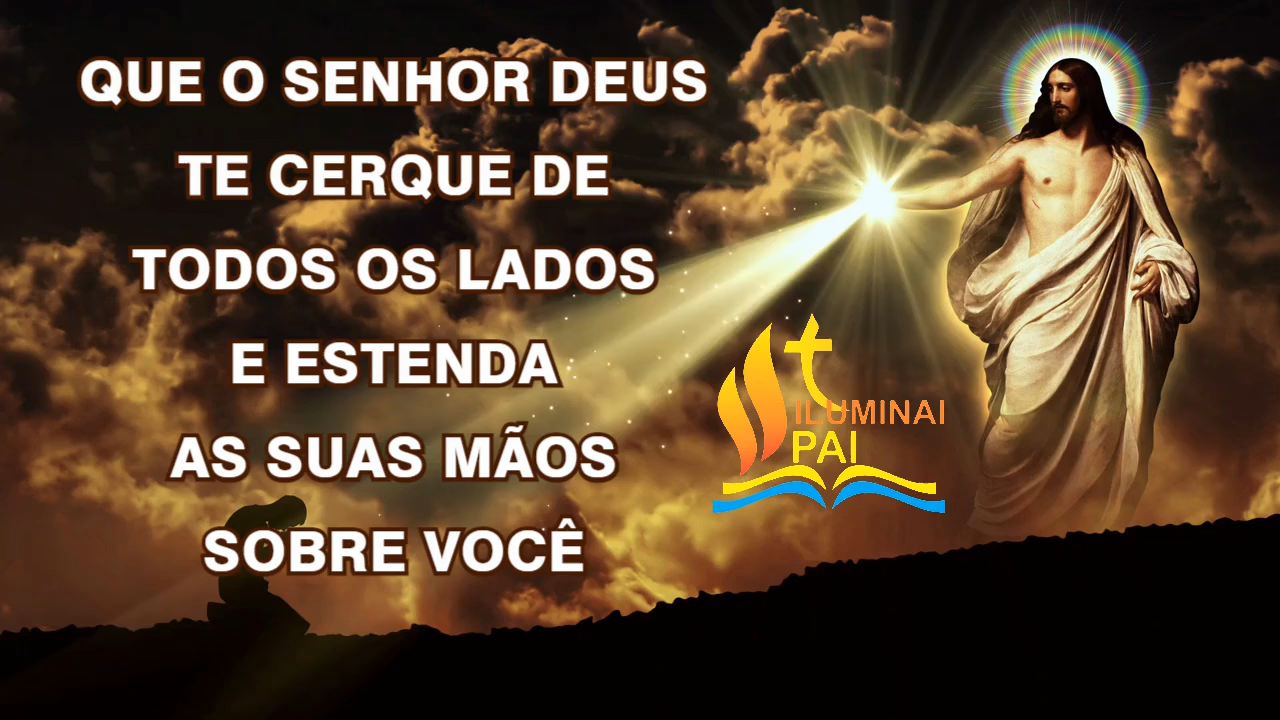 QUE O SENHOR DEUS
TE CERQUE DE
TODOS OS LADOS
E ESTENDA
AS SUAS MÃOS
SOBRE VOCÊ
ILUMINAI
PAI